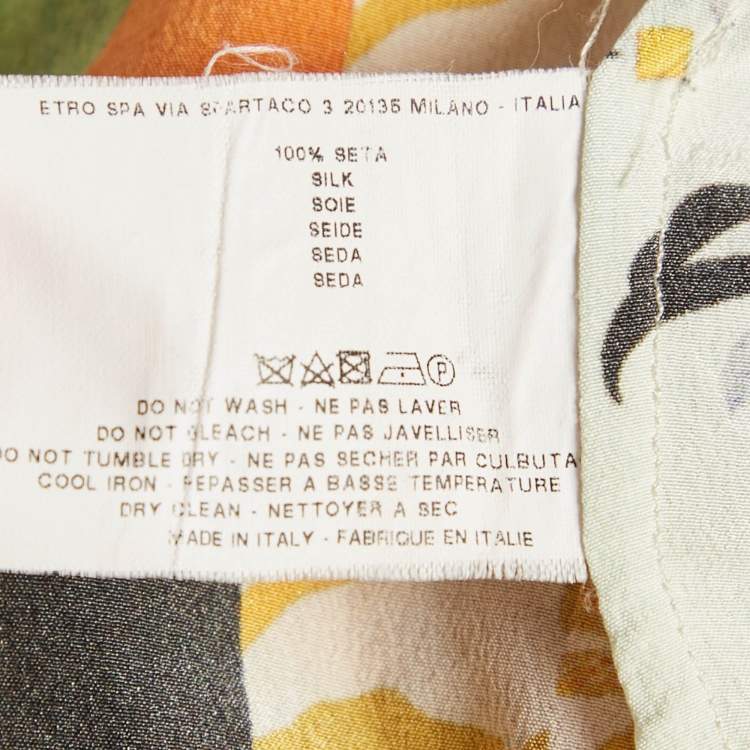 ETRO SPA VIA SPARTACO 3 20135 MILANO - ITALIA
100% SETA
SILK
SOIE
SEIDE
SEDA
SEDA
P
DO NOT WASH - NE PAS LAVER
DO NOT BLEACH - NE PAS JAVELLISER
DO NOT TUMBLE DRY - NE PAS SECHER PAR CULBUTA
COOL IRON - REPASSER A BASSE TEMPERATURE
DRY CLEAN - NETTOYER A SEC
MADE IN ITALY - FABRIQUE EN ITALIE